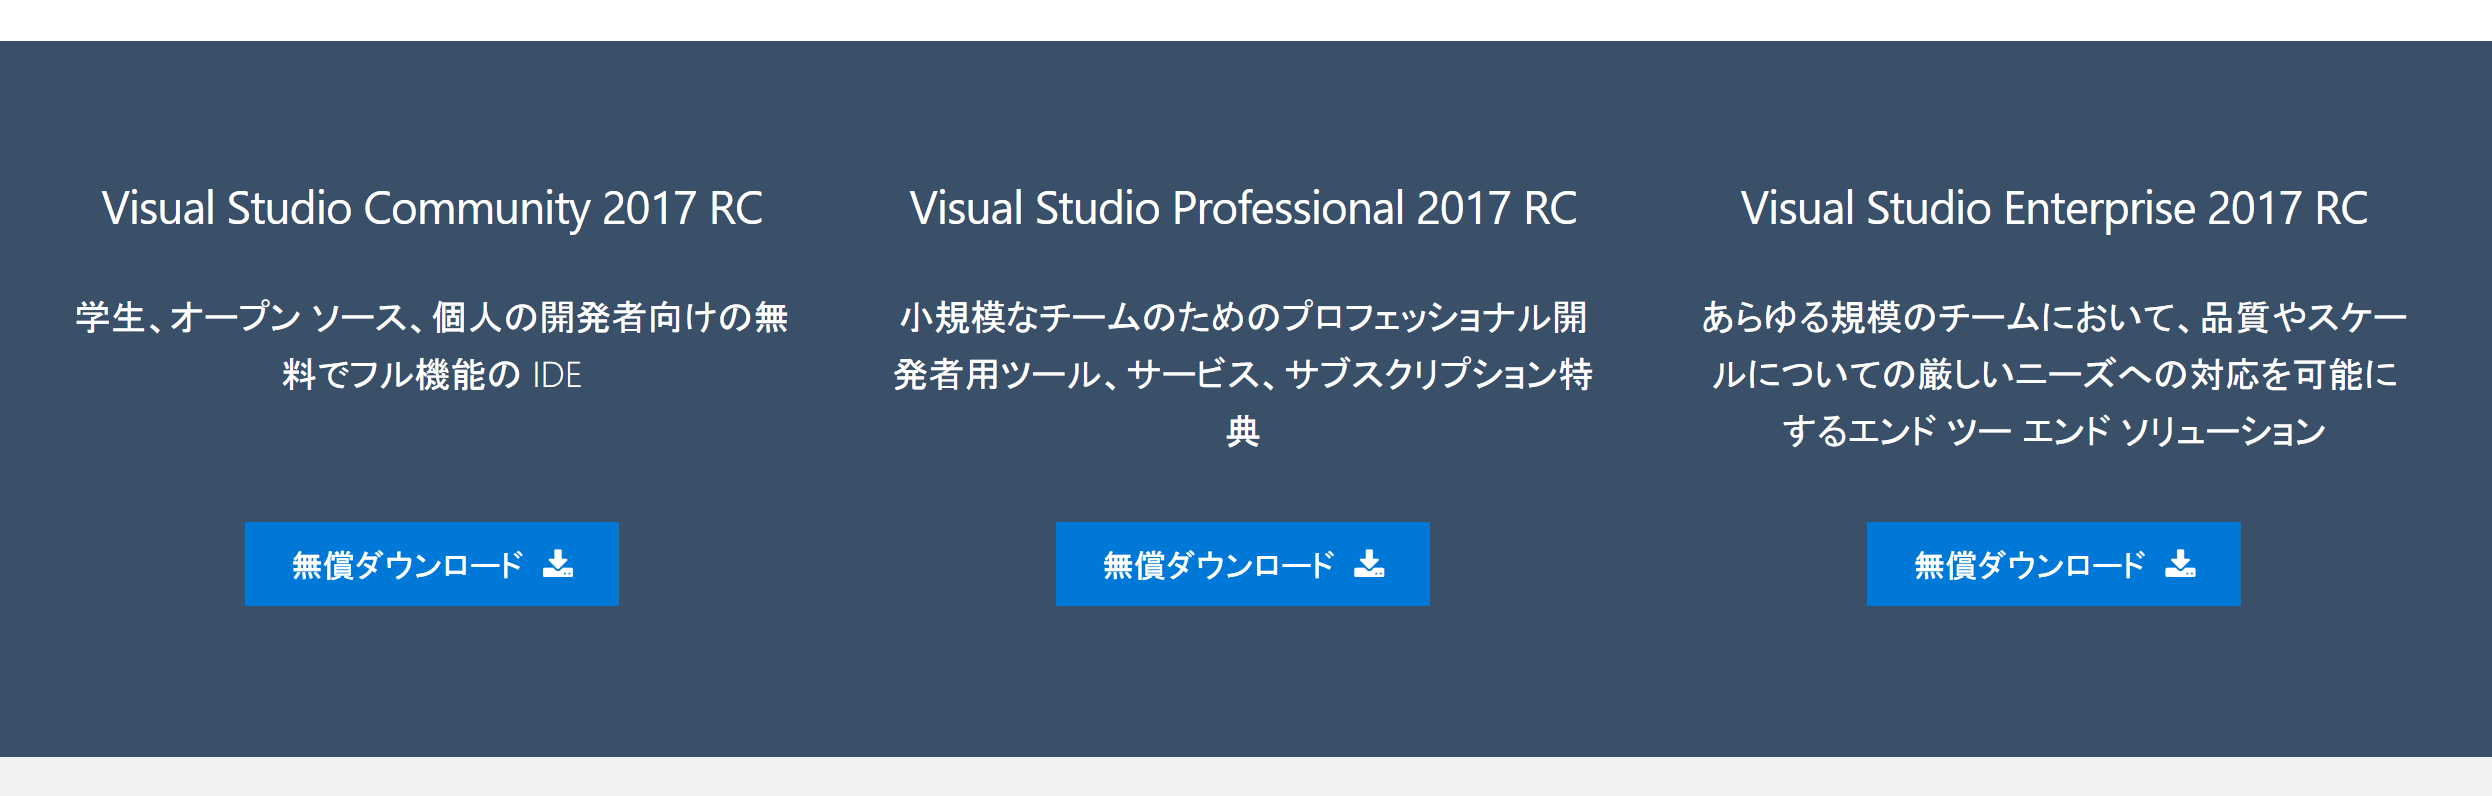 Visual Studio Community 2017 RC
学生、オープン ソース、個人の開発者向けの無
料でフル機能の IDE
無償ダウンロード
Visual Studio Professional 2017 RC
小規模なチームのためのプロフェッショナル開
発者用ツール、サービス、サブスクリプション特
典
無償ダウンロード
Visual Studio Enterprise 2017 RC
あらゆる規模のチームにおいて、品質やスケー
ルについての厳しいニーズへの対応を可能に
するエンド ツー エンド ソリューション
無償ダウンロード